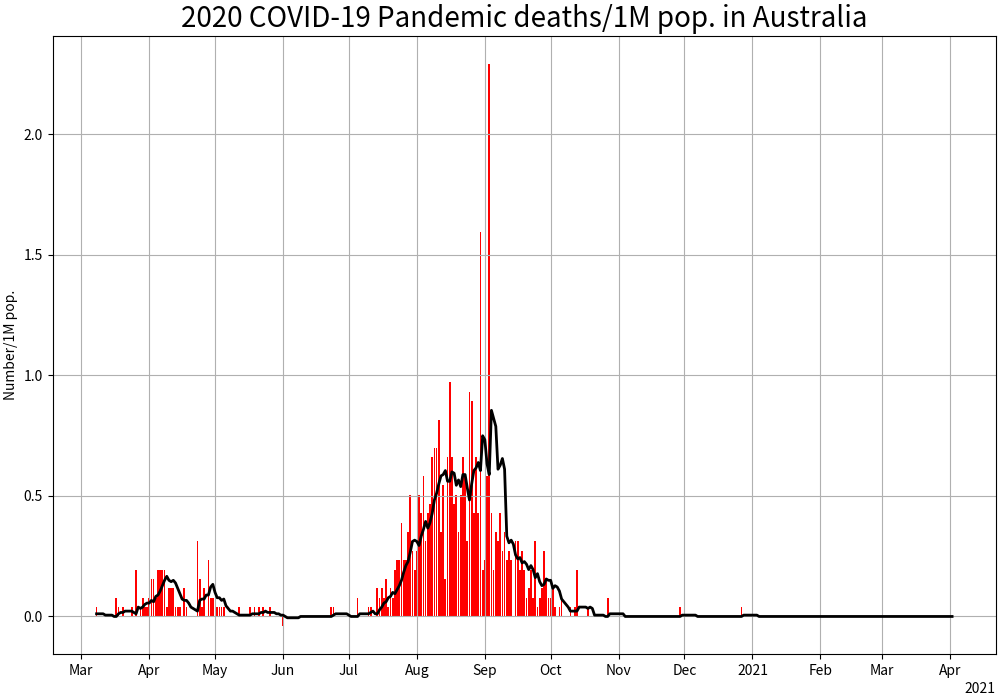 2020 COVID-19 Pandemic deaths/1M pop. in Australia
Number/1M pop.
2.0
1.5
1.0
0.5
0.0
Mar Apr May Jun Jul Aug Sep Oct Nov Dec 2021 Feb Mar Apr
2021